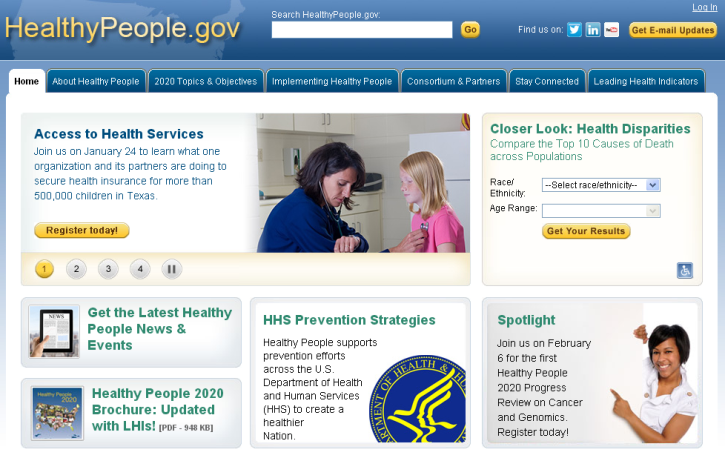 Log In
HealthyPeople.gov
Search HealthyPeople.gov:
Go
Find us on:
in
You
Get E-mail Updates
Home
About Healthy People
2020 Topics & Objectives
Implementing Healthy People
Consortium & Partners
Stay Connected
Leading Health Indicators
Access to Health Services
Join us on January 24 to learn what one
organization and its partners are doing to
secure health insurance for more than
500,000 children in Texas.
Register today!
1
2
3
4
Closer Look: Health Disparities
Compare the Top 10 Causes of Death
across Populations
Race/
Ethnicity:
--Select race/ethnicity--
Age Range:
Get Your Results
NEWS
Get the Latest Healthy
People News &
Events
Healthy People
2020
Healthy People 2020
Brochure: Updated
with LHIs! [PDF - 948 KB]
HHS Prevention Strategies
Healthy People supports
prevention efforts
across the U.S.
Department of Health
and Human Services
(HHS) to create a
healthier
Nation.
DEPARTMENT OF HEALTH & HU
Spotlight
Join us on February
6 for the first
Healthy People
2020 Progress
Review on Cancer
and Genomics.
Register today!